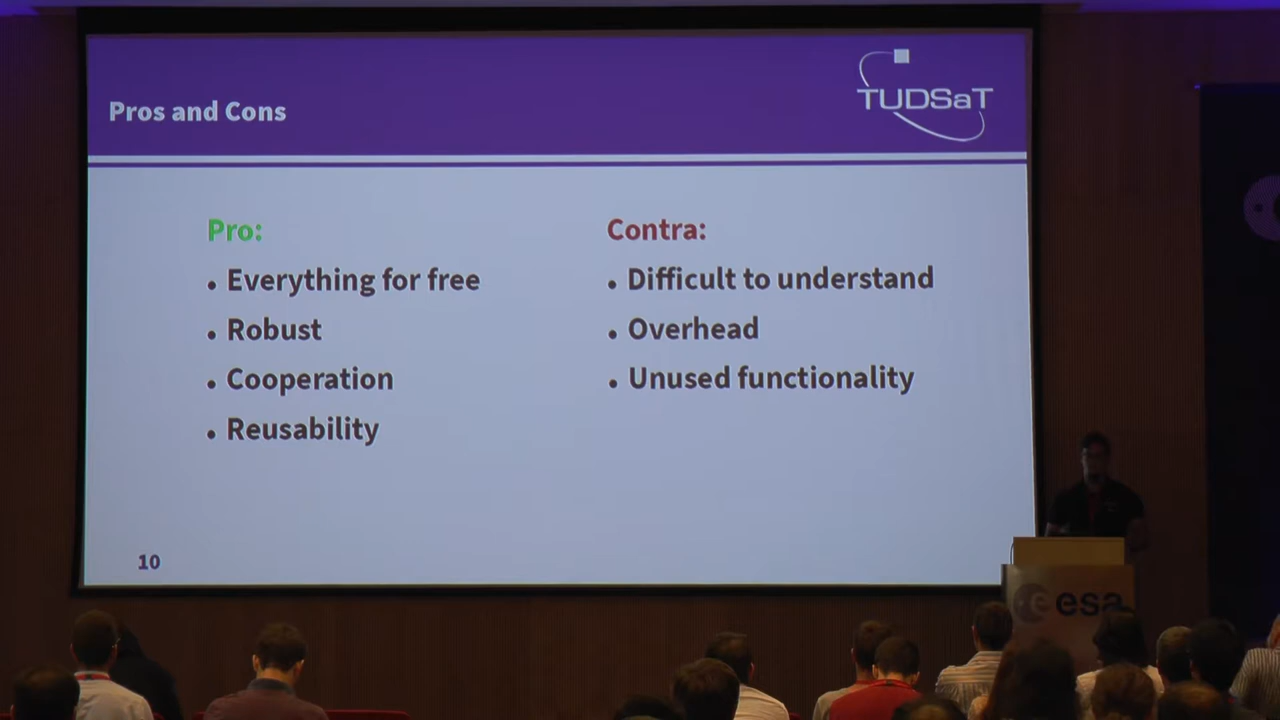 Pros and Cons
TUDSaT
Pro:
• Everything for free
• Robust
• Cooperation
• Reusability
Contra:
• Difficult to understand
• Overhead
• Unused functionality
10
esa